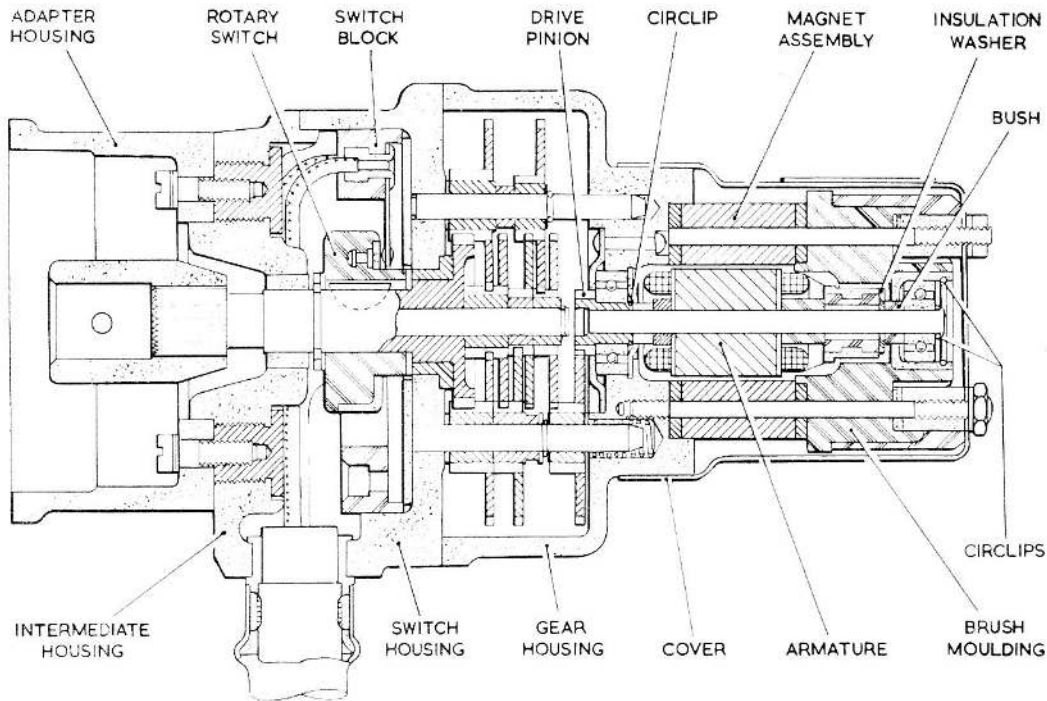 ADAPTER
HOUSING
ROTARY
SWITCH
SWITCH
BLOCK
DRIVE
PINION
CIRCLIP
MAGNET
ASSEMBLY
INSULATION
WASHER
BUSH
CIRCLIPS
INTERMEDIATE
HOUSING
SWITCH
HOUSING
GEAR
HOUSING
COVER
ARMATURE
BRUSH
MOULDING